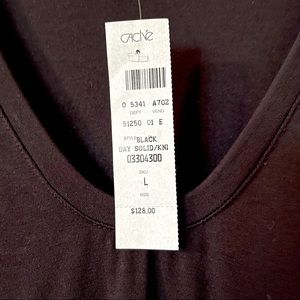 CACHÉ
0 5341 A702
DEPT VEND
51250 01 E
STYLE BLACK
DAY SOLID/KNI
03304300
SKU
L
SIZE
$128.00